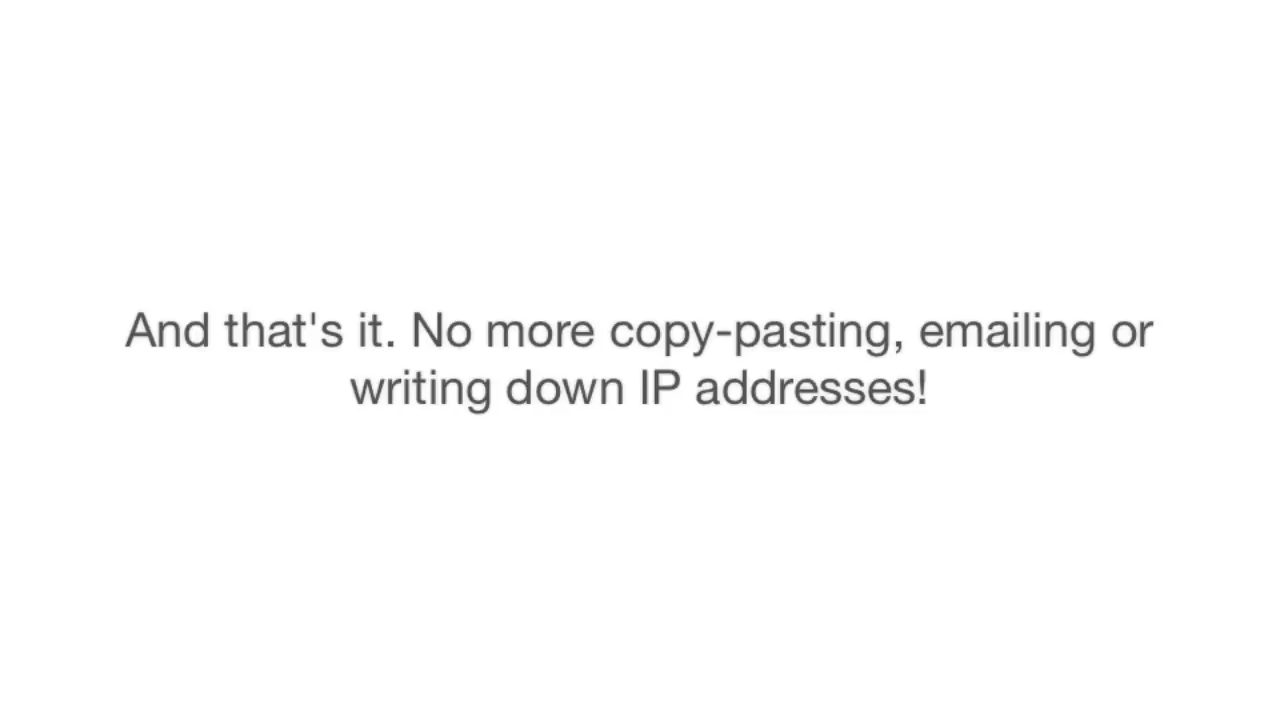 And that's it. No more copy-pasting, emailing or
writing down IP addresses!